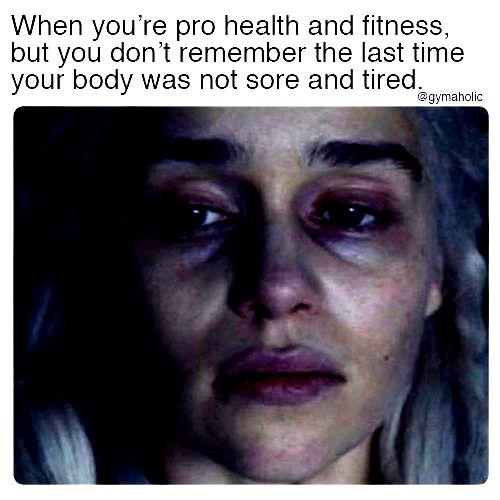 When you’re pro health and fitness,
but you don’t remember the last time
your body was not sore and tired.
@gymaholic